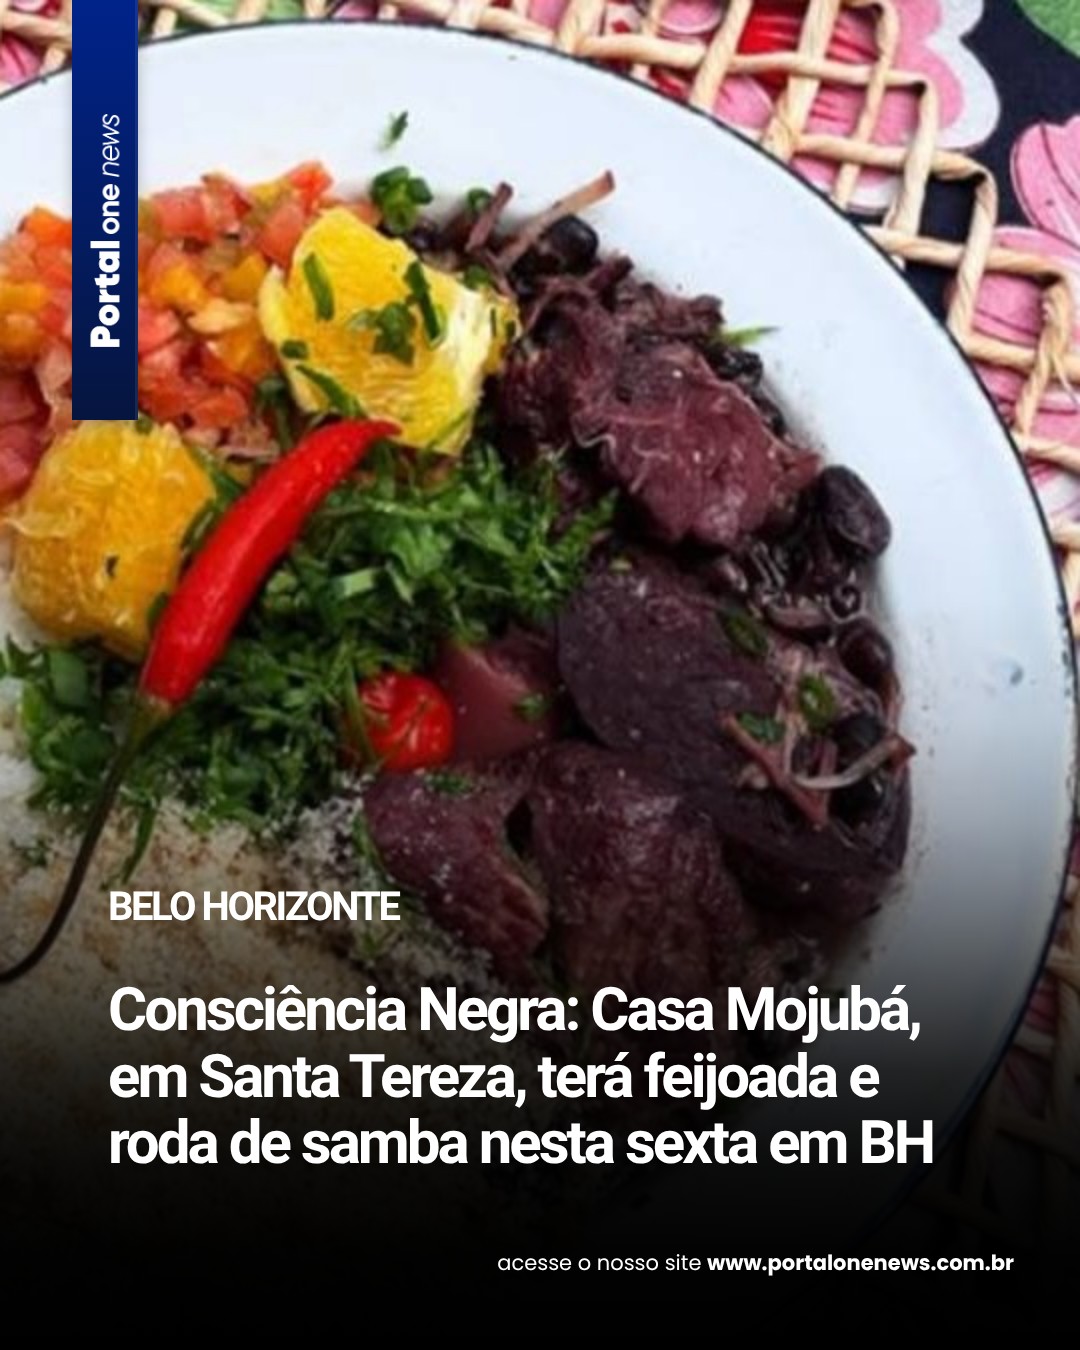 Portal one news
BELO HORIZONTE
Consciência Negra: Casa Mojubá,
em Santa Tereza, terá feijoada e
roda de samba nesta sexta em BH
acesse o nosso site www.portalonenews.com.br